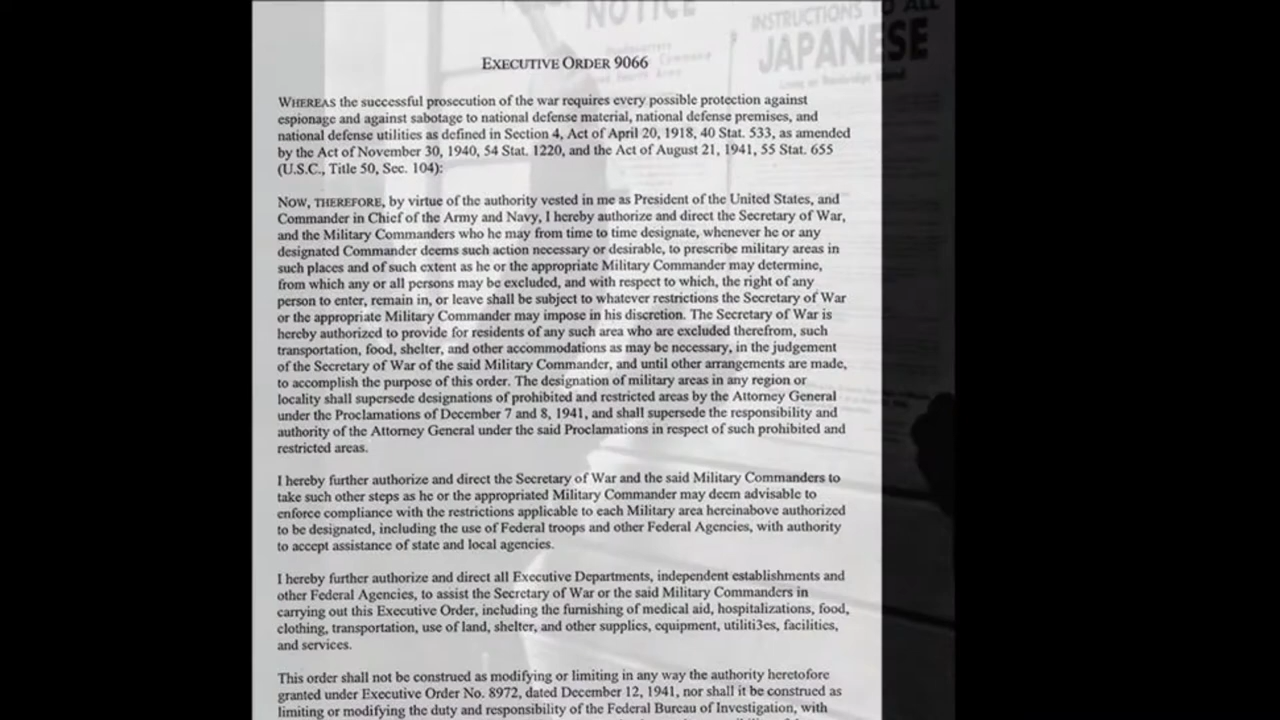 NOTICE
INSTRUCTIONS TO ALL
JAPANESE
EXECUTIVE ORDER 9066
WHEREAS the successful prosecution of the war requires every possible protection against
espionage and against sabotage to national defense material, national defense premises, and
national defense utilities as defined in Section 4, Act of April 20, 1918, 40 Stat. 533, as amended
by the Act of November 30, 1940, 54 Stat. 1220, and the Act of August 21, 1941, 55 Stat. 655
(U.S.C., Title 50, Sec. 104):
NOW, THEREFORE, by virtue of the authority vested in me as President of the United States, and
Commander in Chief of the Army and Navy, I hereby authorize and direct the Secretary of War,
and the Military Commanders who he may from time to time designate, whenever he or any
designated Commander deems such action necessary or desirable, to prescribe military areas in
such places and of such extent as he or the appropriate Military Commander may determine,
from which any or all persons may be excluded, and with respect to which, the right of any
person to enter, remain in, or leave shall be subject to whatever restrictions the Secretary of War
or the appropriate Military Commander may impose in his discretion. The Secretary of War is
hereby authorized to provide for residents of any such area who are excluded therefrom, such
transportation, food, shelter, and other accommodations as may be necessary, in the judgement
of the Secretary of War of the said Military Commander, and until other arrangements are made,
to accomplish the purpose of this order. The designation of military areas in any region or
locality shall supersede designations of prohibited and restricted areas by the Attorney General
under the Proclamations of December 7 and 8, 1941, and shall supersede the responsibility and
authority of the Attorney General under the said Proclamations in respect of such prohibited and
restricted areas.
I hereby further authorize and direct the Secretary of War and the said Military Commanders to
take such other steps as he or the appropriated Military Commander may deem advisable to
enforce compliance with the restrictions applicable to each Military area hereinabove authorized
to be designated, including the use of Federal troops and other Federal Agencies, with authority
to accept assistance of state and local agencies.
I hereby further authorize and direct all Executive Departments, independent establishments and
other Federal Agencies, to assist the Secretary of War or the said Military Commanders in
carrying out this Executive Order, including the furnishing of medical aid, hospitalizations, food,
clothing, transportation, use of land, shelter, and other supplies, equipment, utiliti3es, facilities,
and services.
This order shall not be construed as modifying or limiting in any way the authority heretofore
granted under Executive Order No. 8972, dated December 12, 1941, nor shall it be construed as
limiting or modifying the duty and responsibility of the Federal Bureau of Investigation, with